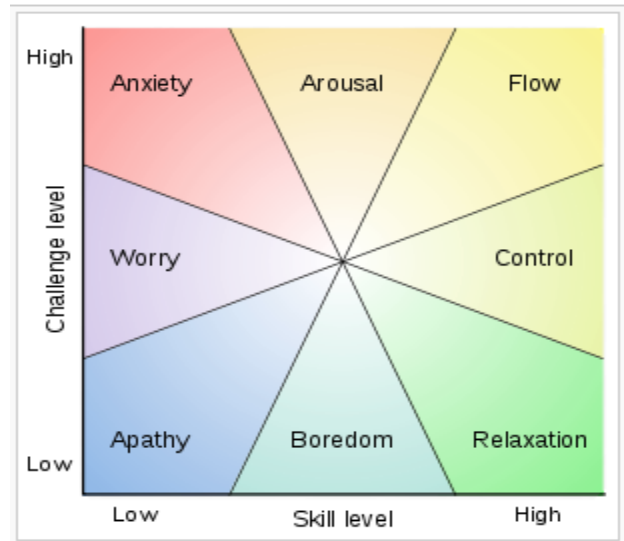 High
Anxiety
Arousal
Flow
Challenge level
Worry
Control
Apathy
Boredom
Relaxation
Low
Low
Skill level
High